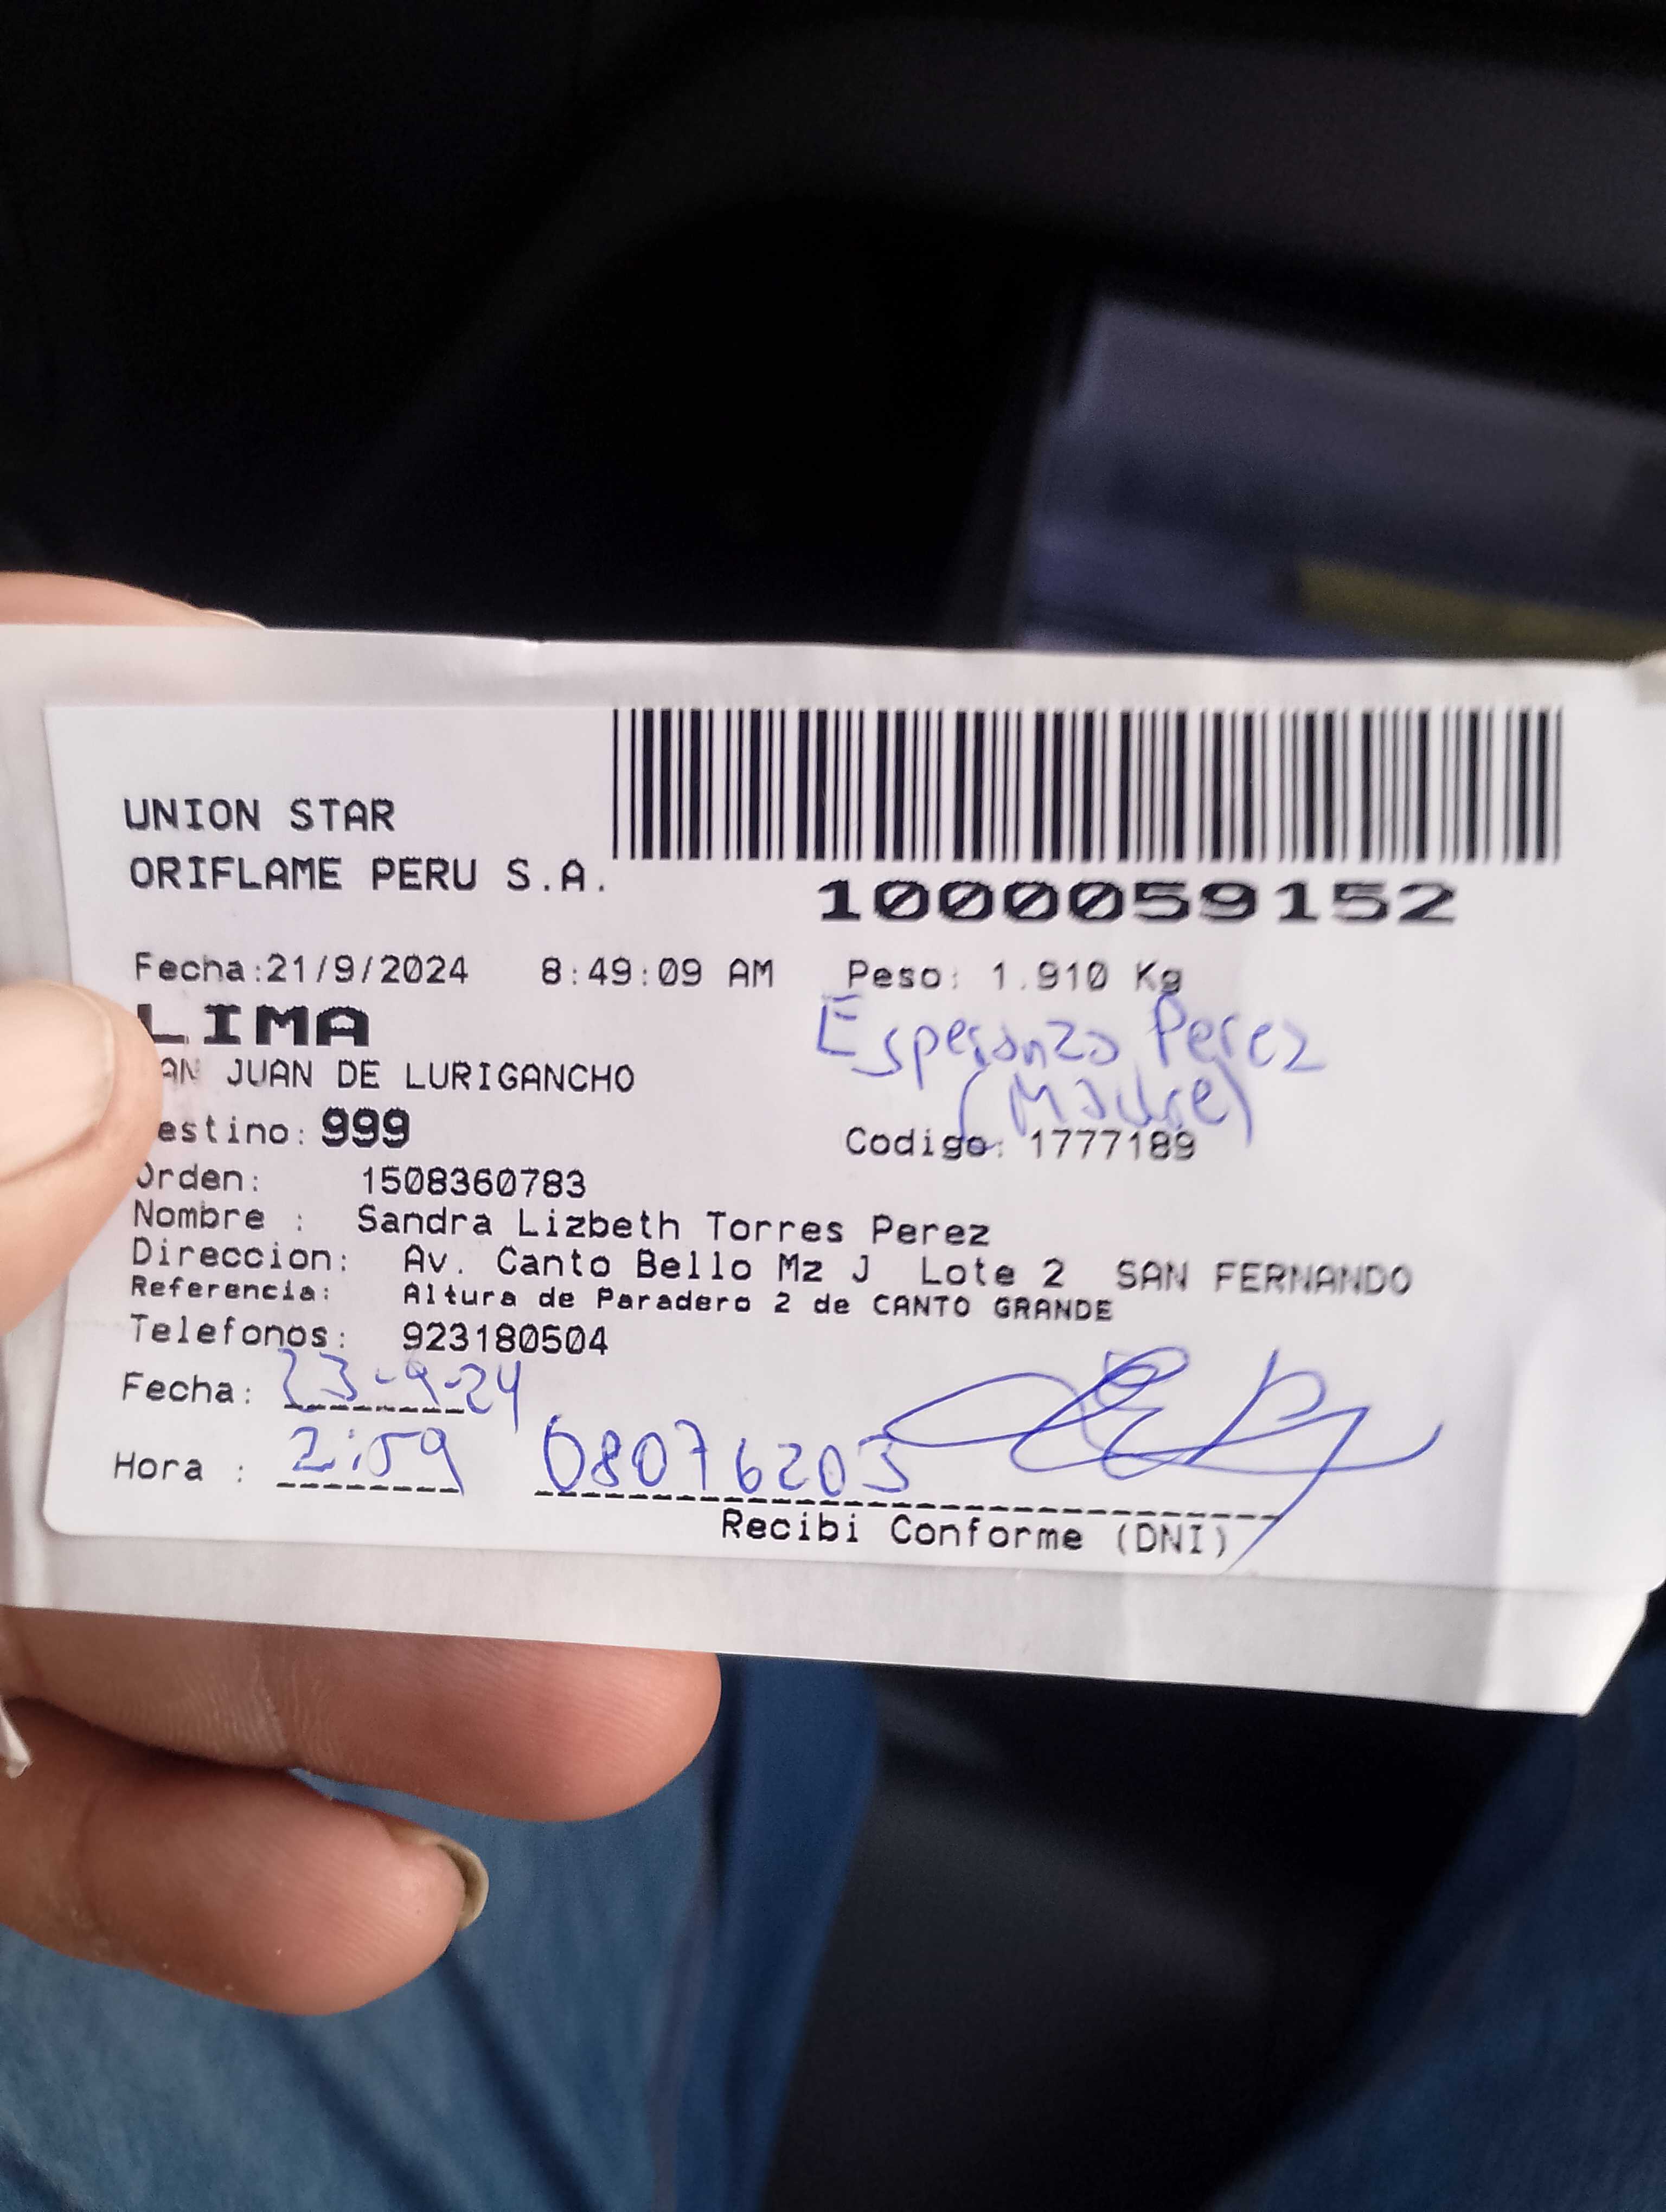 UNION STAR
ORIFLAME PERU S.A.
1000059152
Fecha:21/9/2024 8:49:09 AM Peso: 1.910 Kg
LIMA
Esperanza Perez
(Madre)
AN JUAN DE LURIGANCHO
estino: 999
Codigo: 1777189
Orden: 1508360783
Nombre : Sandra Lizbeth Torres Perez
Direccion: Av. Canto Bello Mz J Lote 2 SAN FERNANDO
Referencia: Altura de Paradero 2 de CANTO GRANDE
Telefonos: 923180504
Fecha: 23-9-24
Hora : 2:59 08076203
Recibi Conforme (DNI)